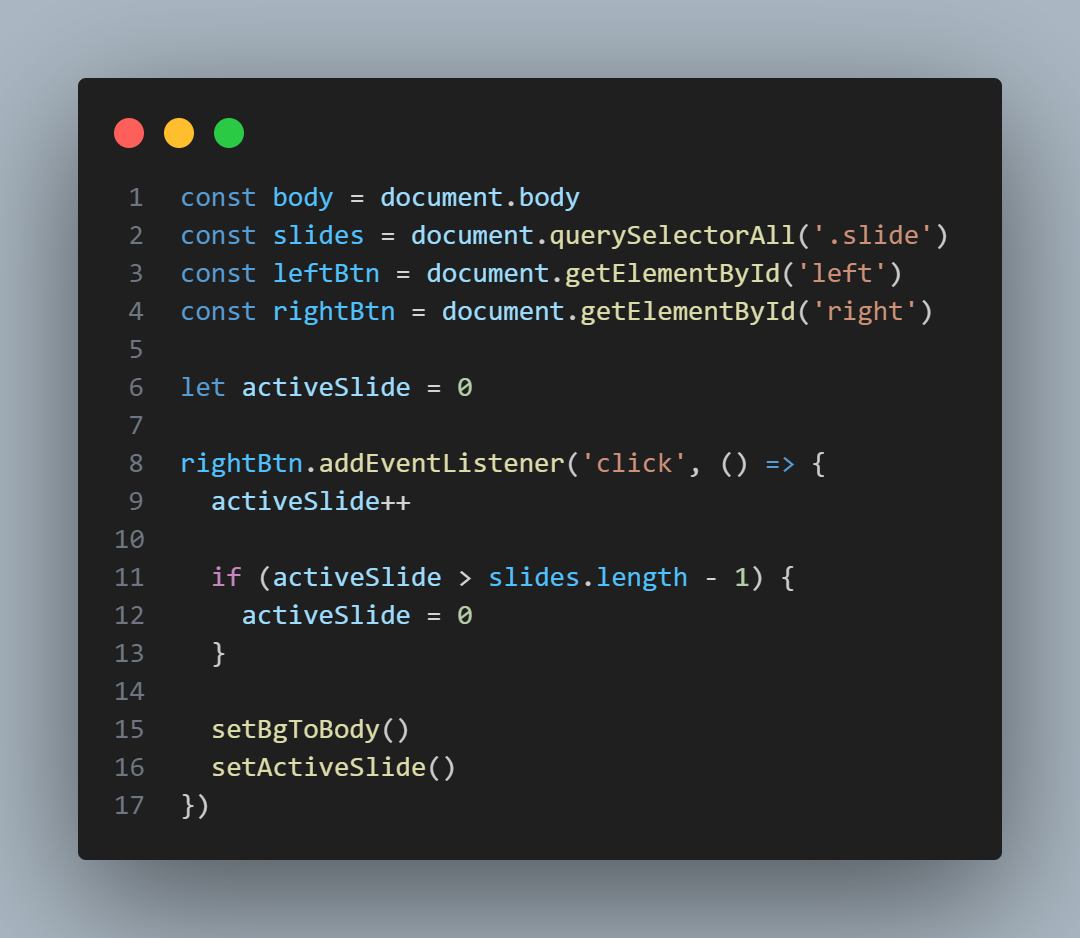 1 const body = document.body
2 const slides = document.querySelectorAll('.slide')
3 const leftBtn = document.getElementById('left')
4 const rightBtn = document.getElementById('right')
5
6 let activeSlide = 0
7
8 rightBtn.addEventListener('click', () => {
9   activeSlide++
10
11   if (activeSlide > slides.length - 1) {
12     activeSlide = 0
13   }
14
15   setBgToBody()
16   setActiveSlide()
17 })